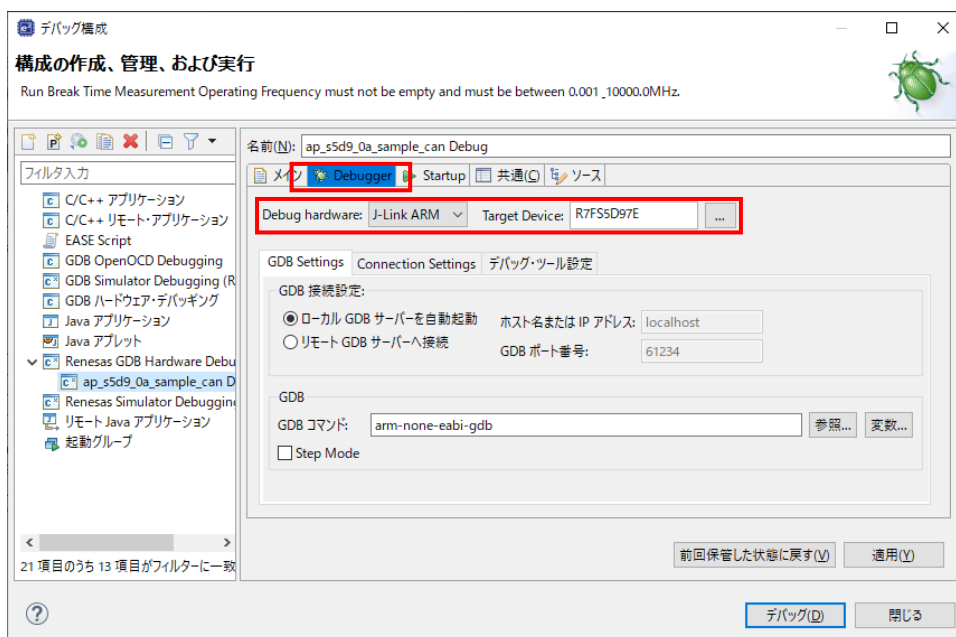 デバッグ構成
構成の作成、管理、および実行
Run Break Time Measurement Operating Frequency must not be empty and must be between 0.001 _10000.0MHz.
名前(N): ap_s5d9_0a_sample_can Debug
フィルタ入力
メイン Debugger Startup 共通(C) ソース
C/C++ アプリケーション
C/C++ リモート・アプリケーション
EASE Script
GDB OpenOCD Debugging
GDB Simulator Debugging (R
GDB ハードウェア・デバッギング
Java アプリケーション
Java アプレット
Renesas GDB Hardware Debu
ap_s5d9_0a_sample_can D
Renesas Simulator Debugging
リモート Java アプリケーション
起動グループ
21 項目のうち 13 項目がフィルターに一致
Debug hardware: J-Link ARM Target Device: R7FS5D97E ...
GDB Settings Connection Settings デバッグ・ツール設定
GDB 接続設定:
ローカル GDB サーバーを自動起動 ホスト名または IP アドレス: localhost
リモート GDB サーバーへ接続 GDB ポート番号: 61234
GDB
GDB コマンド: arm-none-eabi-gdb 参照... 変数...
Step Mode
前回保管した状態に戻す(V) 適用(Y)
? デバッグ(D) 閉じる